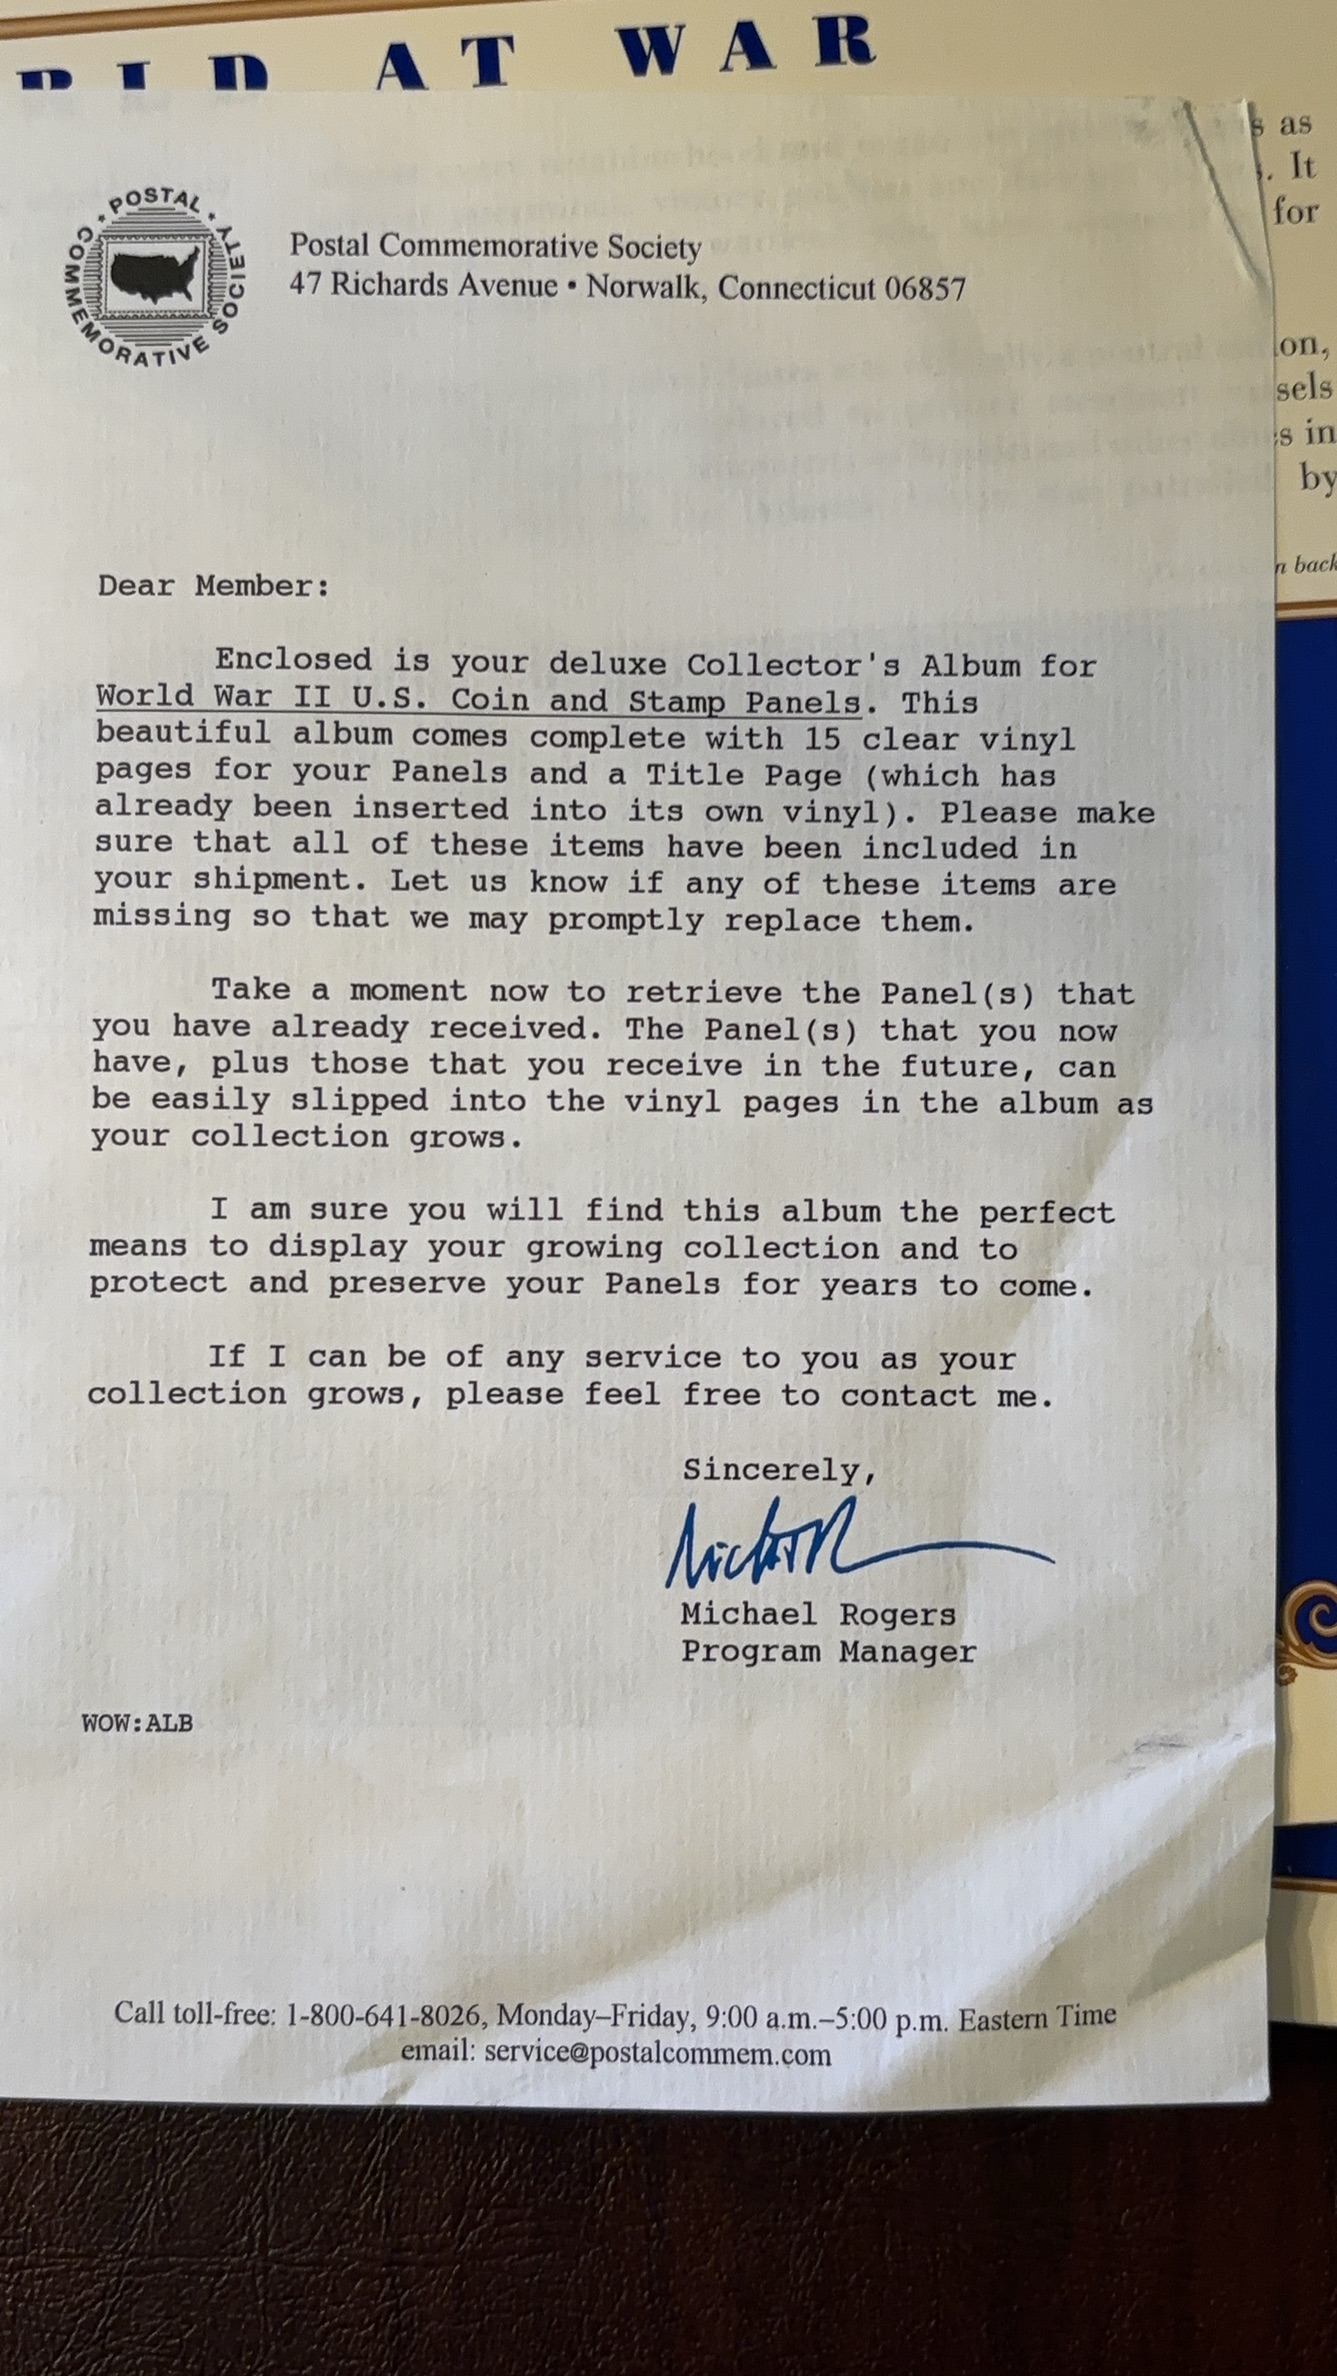 AT WAR
s as
. It
for
on,
sels
s in
by
n back
POSTAL COMMEMORATIVE SOCIETY
Postal Commemorative Society
47 Richards Avenue • Norwalk, Connecticut 06857
Dear Member:
Enclosed is your deluxe Collector's Album for
World War II U.S. Coin and Stamp Panels. This
beautiful album comes complete with 15 clear vinyl
pages for your Panels and a Title Page (which has
already been inserted into its own vinyl). Please make
sure that all of these items have been included in
your shipment. Let us know if any of these items are
missing so that we may promptly replace them.
Take a moment now to retrieve the Panel(s) that
you have already received. The Panel(s) that you now
have, plus those that you receive in the future, can
be easily slipped into the vinyl pages in the album as
your collection grows.
I am sure you will find this album the perfect
means to display your growing collection and to
protect and preserve your Panels for years to come.
If I can be of any service to you as your
collection grows, please feel free to contact me.
Sincerely,
Michael Rogers
Program Manager
WOW:ALB
Call toll-free: 1-800-641-8026, Monday–Friday, 9:00 a.m.–5:00 p.m. Eastern Time
email: service@postalcommem.com